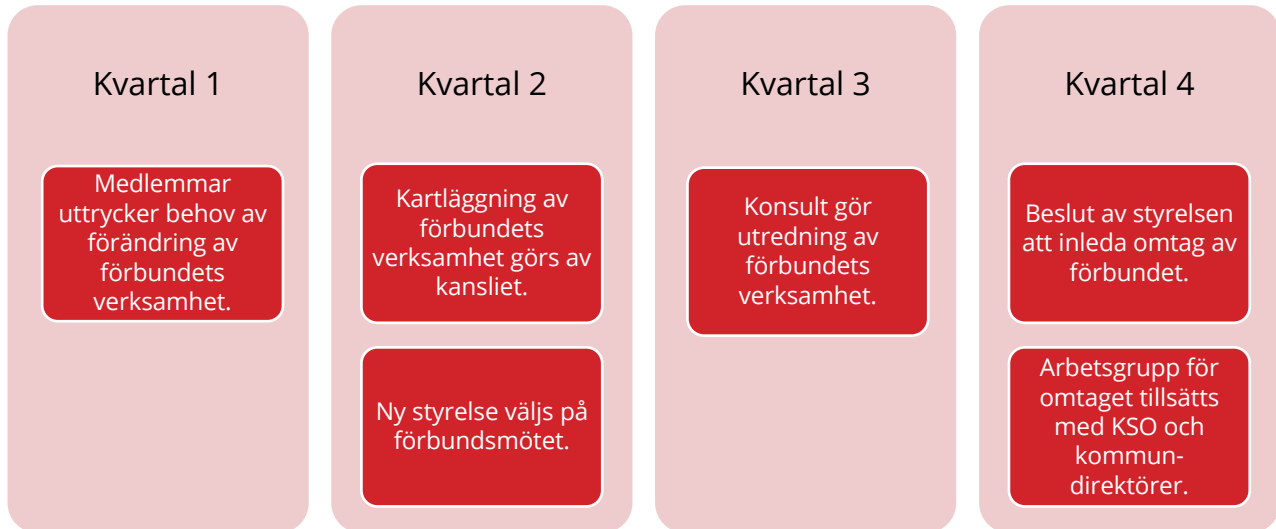 Kvartal 1
Medlemmar
uttrycker behov av
förändring av
förbundets
verksamhet.
Kvartal 2
Kartläggning av
förbundets
verksamhet görs av
kansliet.
Ny styrelse väljs på
förbundsmötet.
Kvartal 3
Konsult gör
utredning av
förbundets
verksamhet.
Kvartal 4
Beslut av styrelsen
att inleda omtag av
förbundet.
Arbetsgrupp för
omtaget tillsätts
med KSO och
kommun-
direktörer.